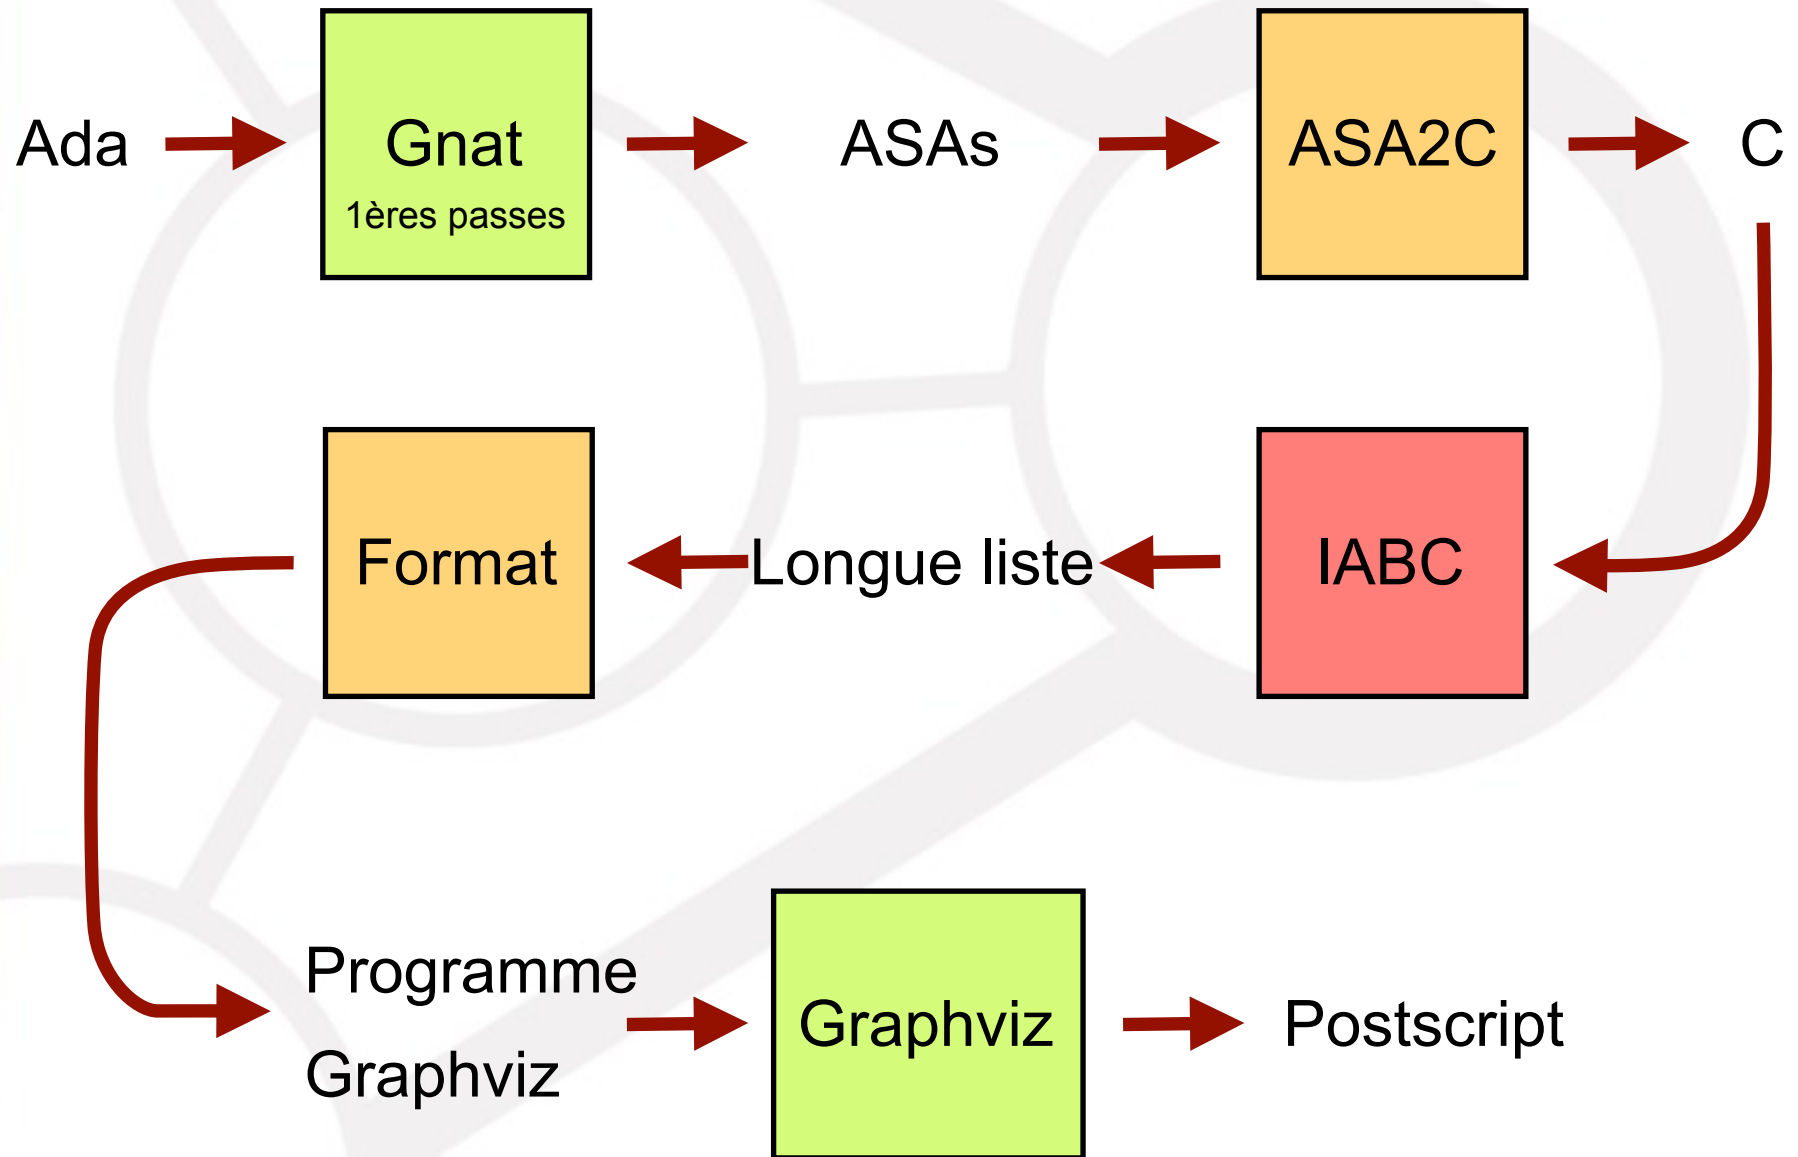 Ada
Gnat
1ères passes
ASAs
ASA2C
C
Format
Longue liste
IABC
Programme
Graphviz
Graphviz
Postscript